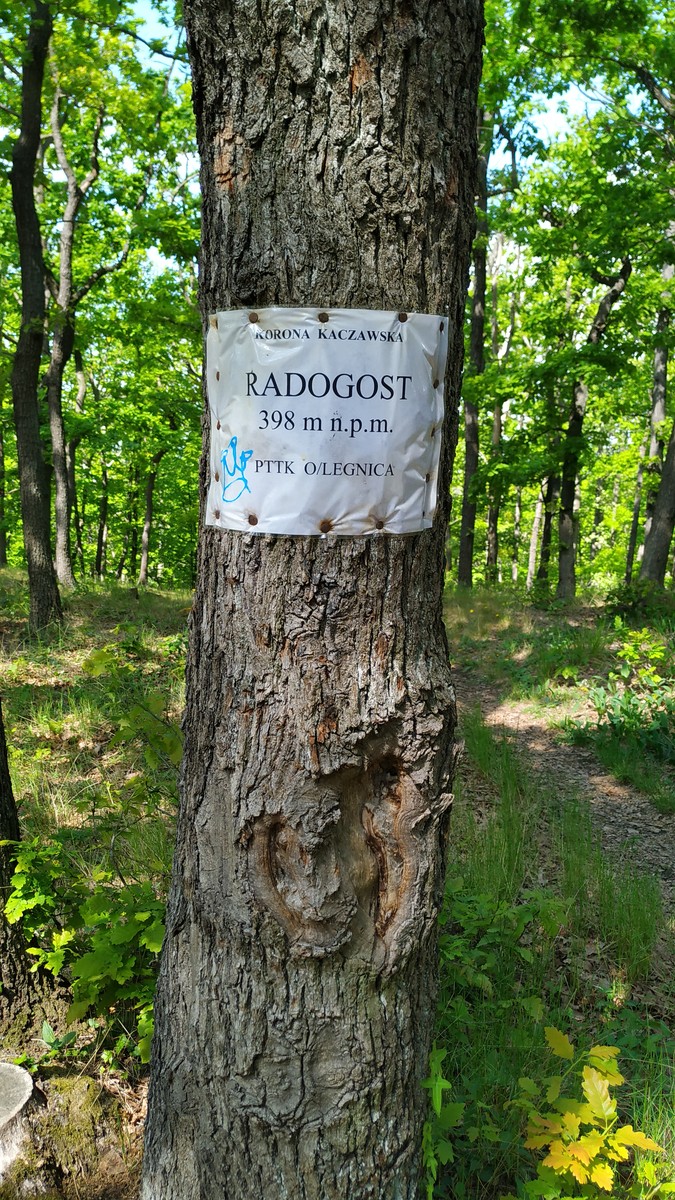 KORONA KACZAWSKA
RADOGOST
398 m n.p.m.
PTTK O/LEGNICA